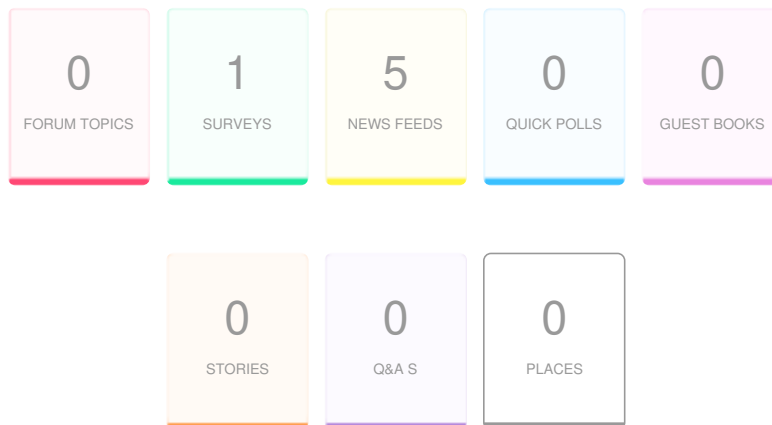 0 1 5 0 0
FORUM TOPICS SURVEYS NEWS FEEDS QUICK POLLS GUEST BOOKS
0 0 0
STORIES Q&A S PLACES